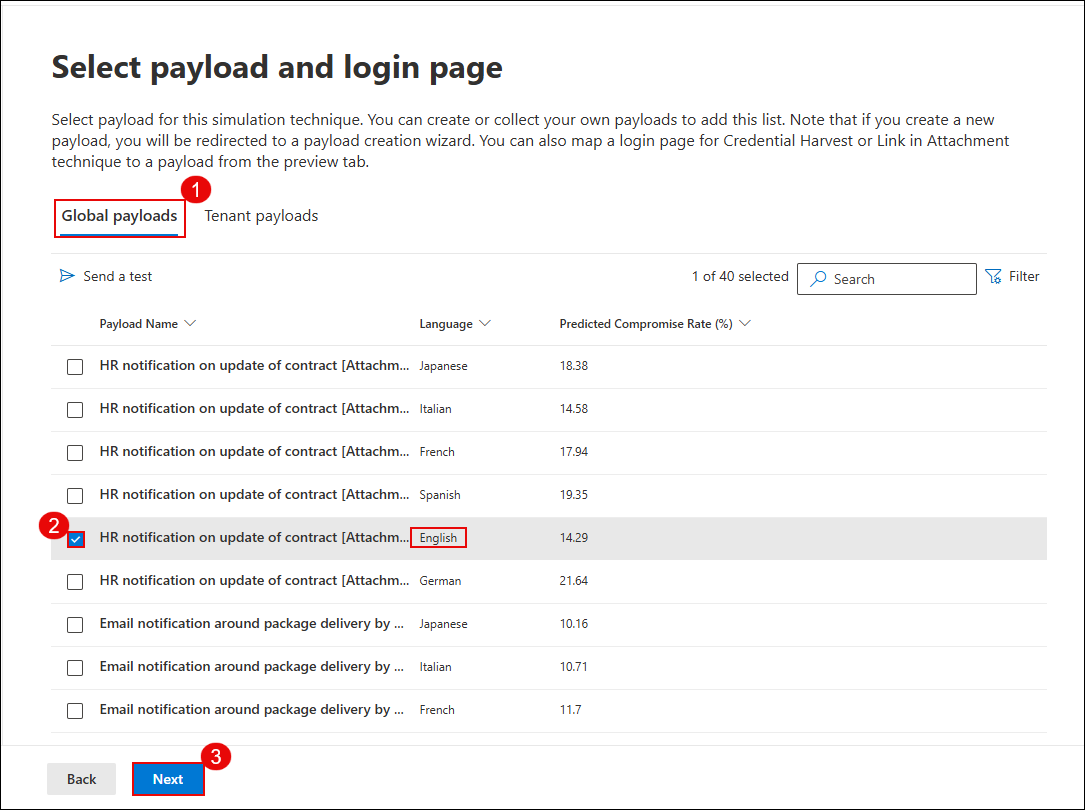 Select payload and login page
Select payload for this simulation technique. You can create or collect your own payloads to add this list. Note that if you create a new
payload, you will be redirected to a payload creation wizard. You can also map a login page for Credential Harvest or Link in Attachment
technique to a payload from the preview tab.
1
Global payloads Tenant payloads
Send a test 1 of 40 selected Search Filter
Payload Name Language Predicted Compromise Rate (%)
HR notification on update of contract [Attachm... Japanese 18.38
HR notification on update of contract [Attachm... Italian 14.58
HR notification on update of contract [Attachm... French 17.94
HR notification on update of contract [Attachm... Spanish 19.35
2
HR notification on update of contract [Attachm... English 14.29
HR notification on update of contract [Attachm... German 21.64
Email notification around package delivery by ... Japanese 10.16
Email notification around package delivery by ... Italian 10.71
Email notification around package delivery by ... French 11.7
3
Back Next